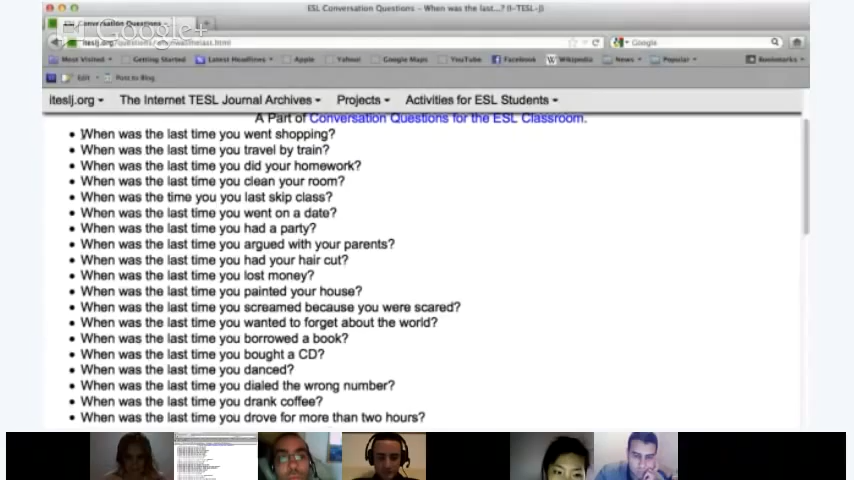 ESL Conversation Questions – When was the last...? (I-TESL-J)
Google+
ESL Conversation Questions –
iteslj.org/questions/whenwastimelast.html
Google
Most Visited
Getting Started
Latest Headlines
Apple
Yahoo!
Google Maps
YouTube
Facebook
Wikipedia
News
Popular
Bookmarks
Edit
Post to Blog
iteslj.org
The Internet TESL Journal Archives
Projects
Activities for ESL Students
A Part of Conversation Questions for the ESL Classroom.
When was the last time you went shopping?
When was the last time you travel by train?
When was the last time you did your homework?
When was the last time you clean your room?
When was the time you you last skip class?
When was the last time you went on a date?
When was the last time you had a party?
When was the last time you argued with your parents?
When was the last time you had your hair cut?
When was the last time you lost money?
When was the last time you painted your house?
When was the last time you screamed because you were scared?
When was the last time you wanted to forget about the world?
When was the last time you borrowed a book?
When was the last time you bought a CD?
When was the last time you danced?
When was the last time you dialed the wrong number?
When was the last time you drank coffee?
When was the last time you drove for more than two hours?